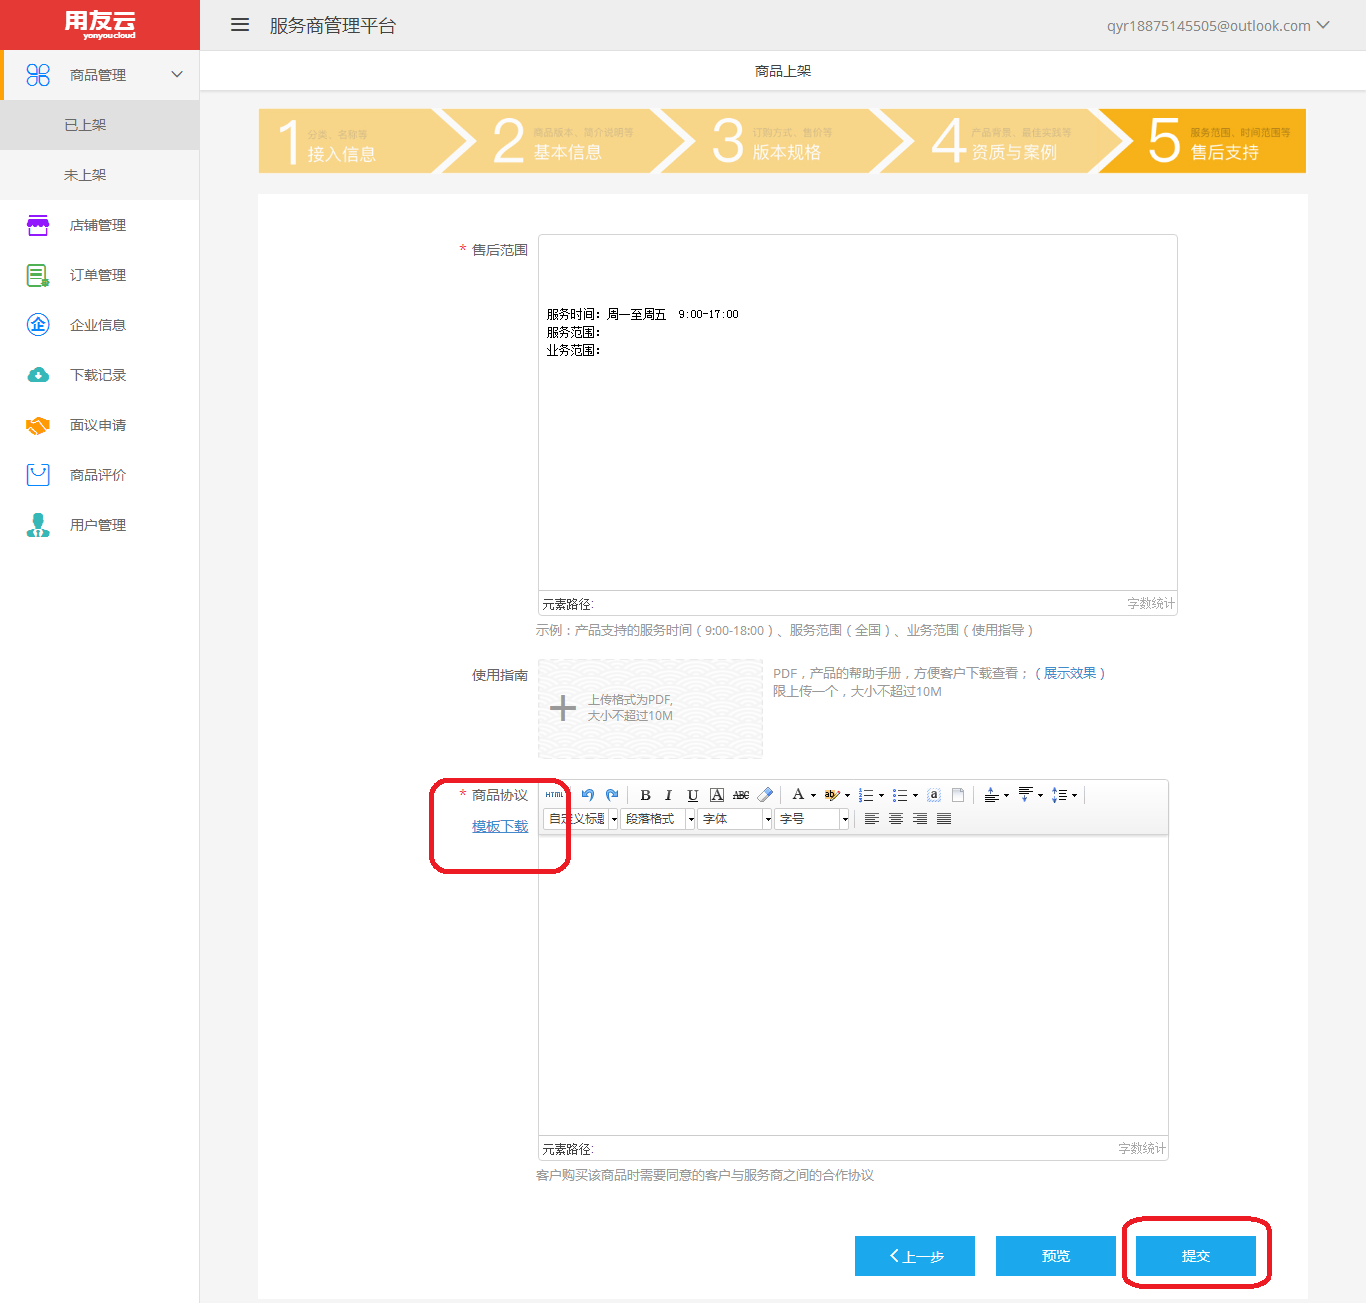 用友云
yonyoucloud
服务商管理平台
qyr18875145505@outlook.com
商品管理
已上架
未上架
店铺管理
订单管理
企业信息
下载记录
面议申请
商品评价
用户管理
商品上架
1 分类、名称等
接入信息
2 商品版本、简介说明等
基本信息
3 订购方式、售价等
版本规格
4 产品背景、最佳实践等
资质与案例
5 服务范围、时间范围等
售后支持
* 售后范围
服务时间：周一至周五 9:00-17:00
服务范围：
业务范围：
元素路径: 字数统计
示例：产品支持的服务时间（9:00-18:00）、服务范围（全国）、业务范围（使用指导）
使用指南
上传格式为PDF,
大小不超过10M
PDF，产品的帮助手册，方便客户下载查看；（展示效果）
限上传一个，大小不超过10M
* 商品协议
模板下载
HTML B I U A ABC A ab a
自定义标题 段落格式 字体 字号
元素路径: 字数统计
客户购买该商品时需要同意的客户与服务商之间的合作协议
上一步 预览 提交